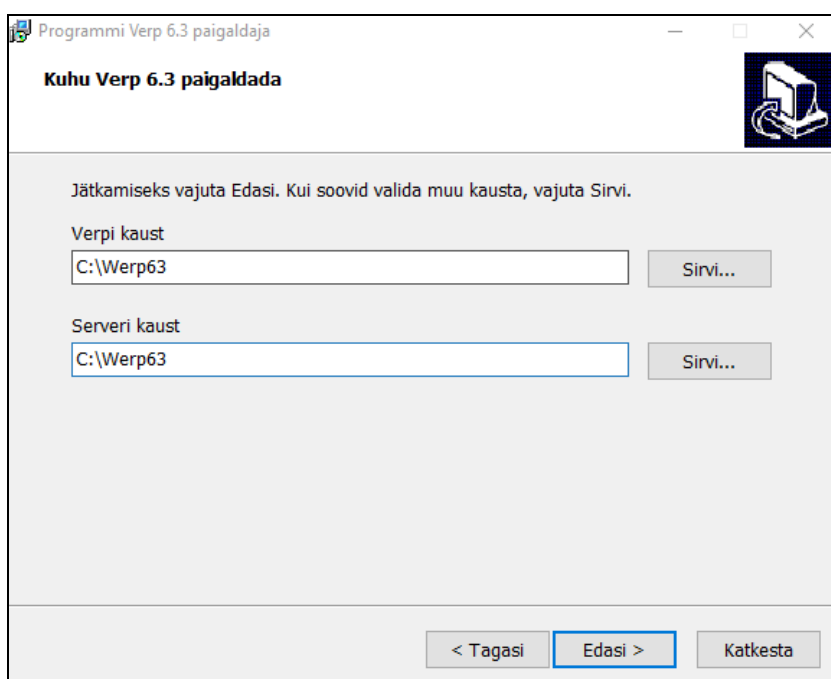 Programmi Verp 6.3 paigaldaja
Kuhu Verp 6.3 paigaldada
Jätkamiseks vajuta Edasi. Kui soovid valida muu kausta, vajuta Sirvi.
Verpi kaust
C:\Werp63
Sirvi...
Serveri kaust
C:\Werp63
Sirvi...
< Tagasi
Edasi >
Katkesta